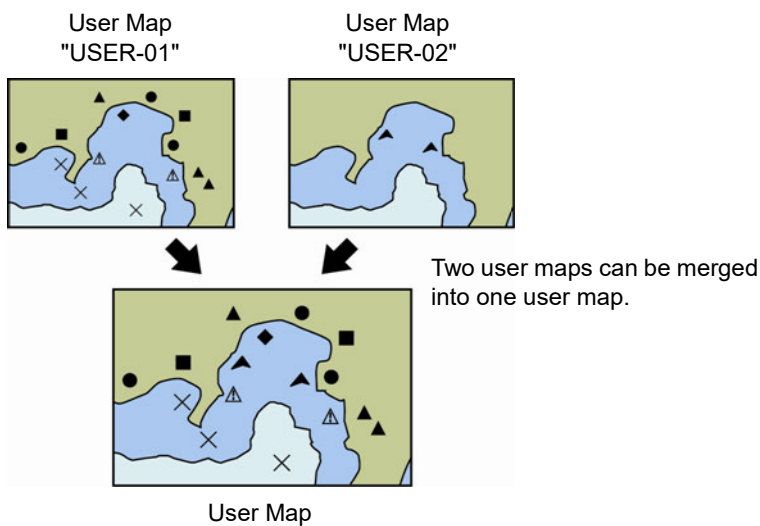 User Map
"USER-01"
User Map
"USER-02"
Two user maps can be merged
into one user map.
User Map